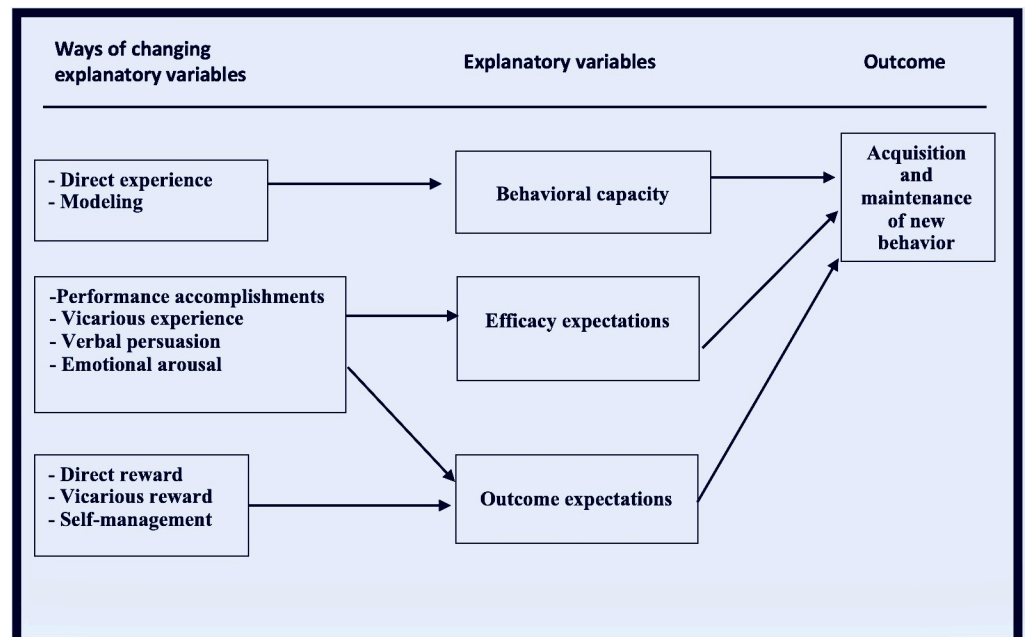 Ways of changing
explanatory variables
Explanatory variables
Outcome
- Direct experience
- Modeling
Behavioral capacity
Acquisition
and
maintenance
of new
behavior
-Performance accomplishments
- Vicarious experience
- Verbal persuasion
- Emotional arousal
Efficacy expectations
- Direct reward
- Vicarious reward
- Self-management
Outcome expectations